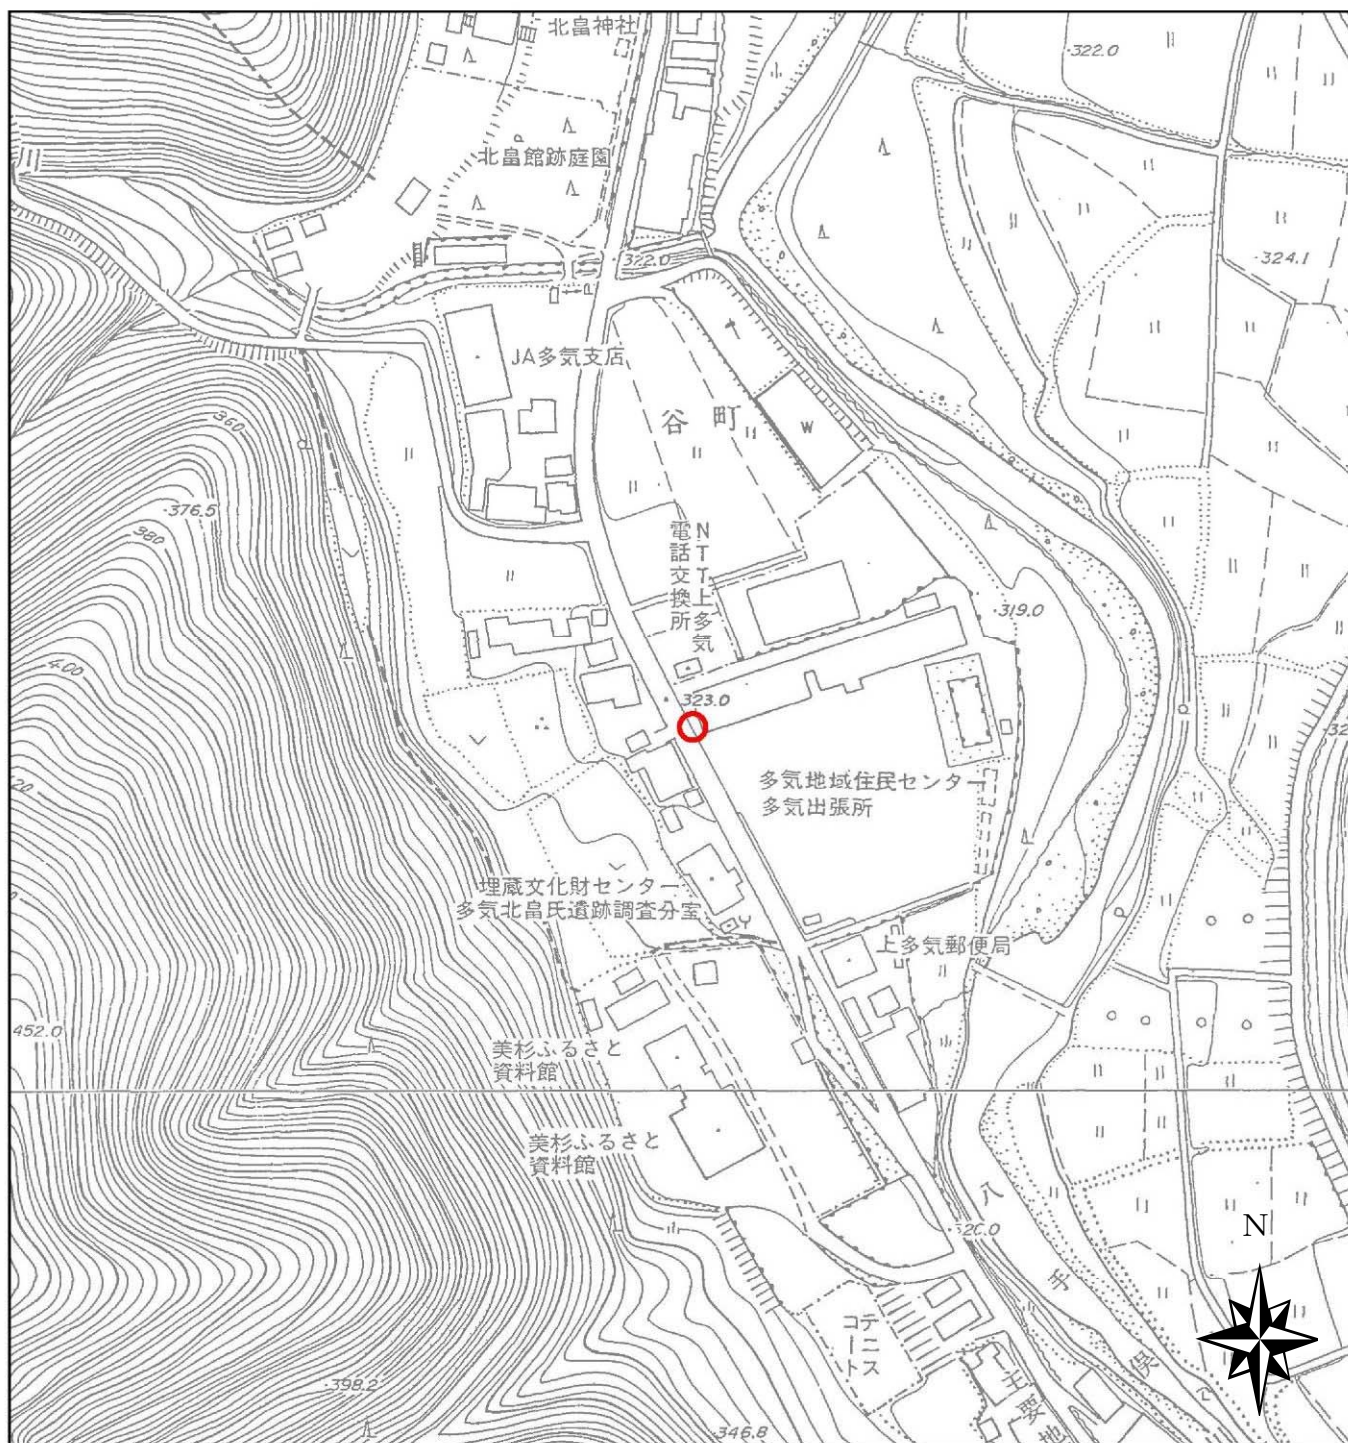 北畠神社
322.0
北畠館跡庭園
324.1
322.0
JA多気支店
谷町
W
360
376.5
380
NTT上多気
電話交換所
319.0
400
323.0
多気地域住民センター
多気出張所
埋蔵文化財センター
多気北畠氏遺跡調査分室
上多気郵便局
452.0
美杉ふるさと
資料館
美杉ふるさと
資料館
八手俣
N
テニス
コート
主要地
398.2
346.8